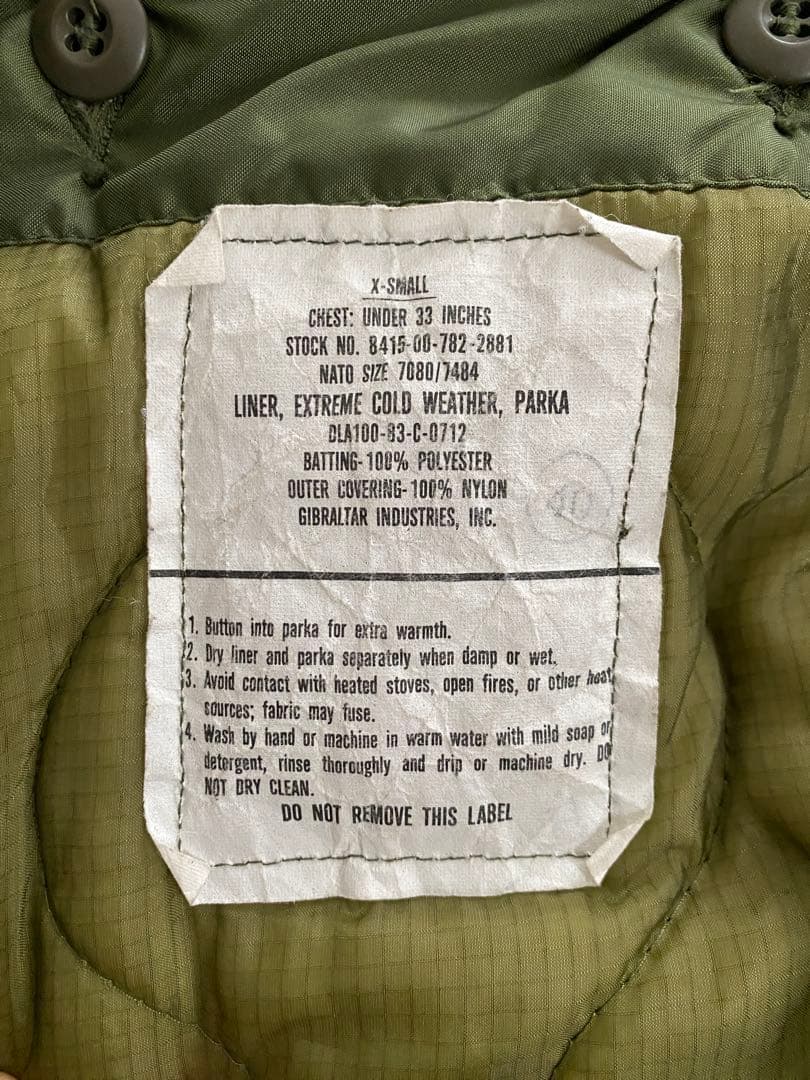 X-SMALL
CHEST: UNDER 33 INCHES
STOCK NO. 8415-00-782-2881
NATO SIZE 7080/7484
LINER, EXTREME COLD WEATHER, PARKA
DLA100-83-C-0712
BATTING-100% POLYESTER
OUTER COVERING-100% NYLON
GIBRALTAR INDUSTRIES, INC.
1. Button into parka for extra warmth.
2. Dry liner and parka separately when damp or wet.
3. Avoid contact with heated stoves, open fires, or other heat
sources; fabric may fuse.
4. Wash by hand or machine in warm water with mild soap or
detergent, rinse thoroughly and drip or machine dry. DO
NOT DRY CLEAN.
DO NOT REMOVE THIS LABEL